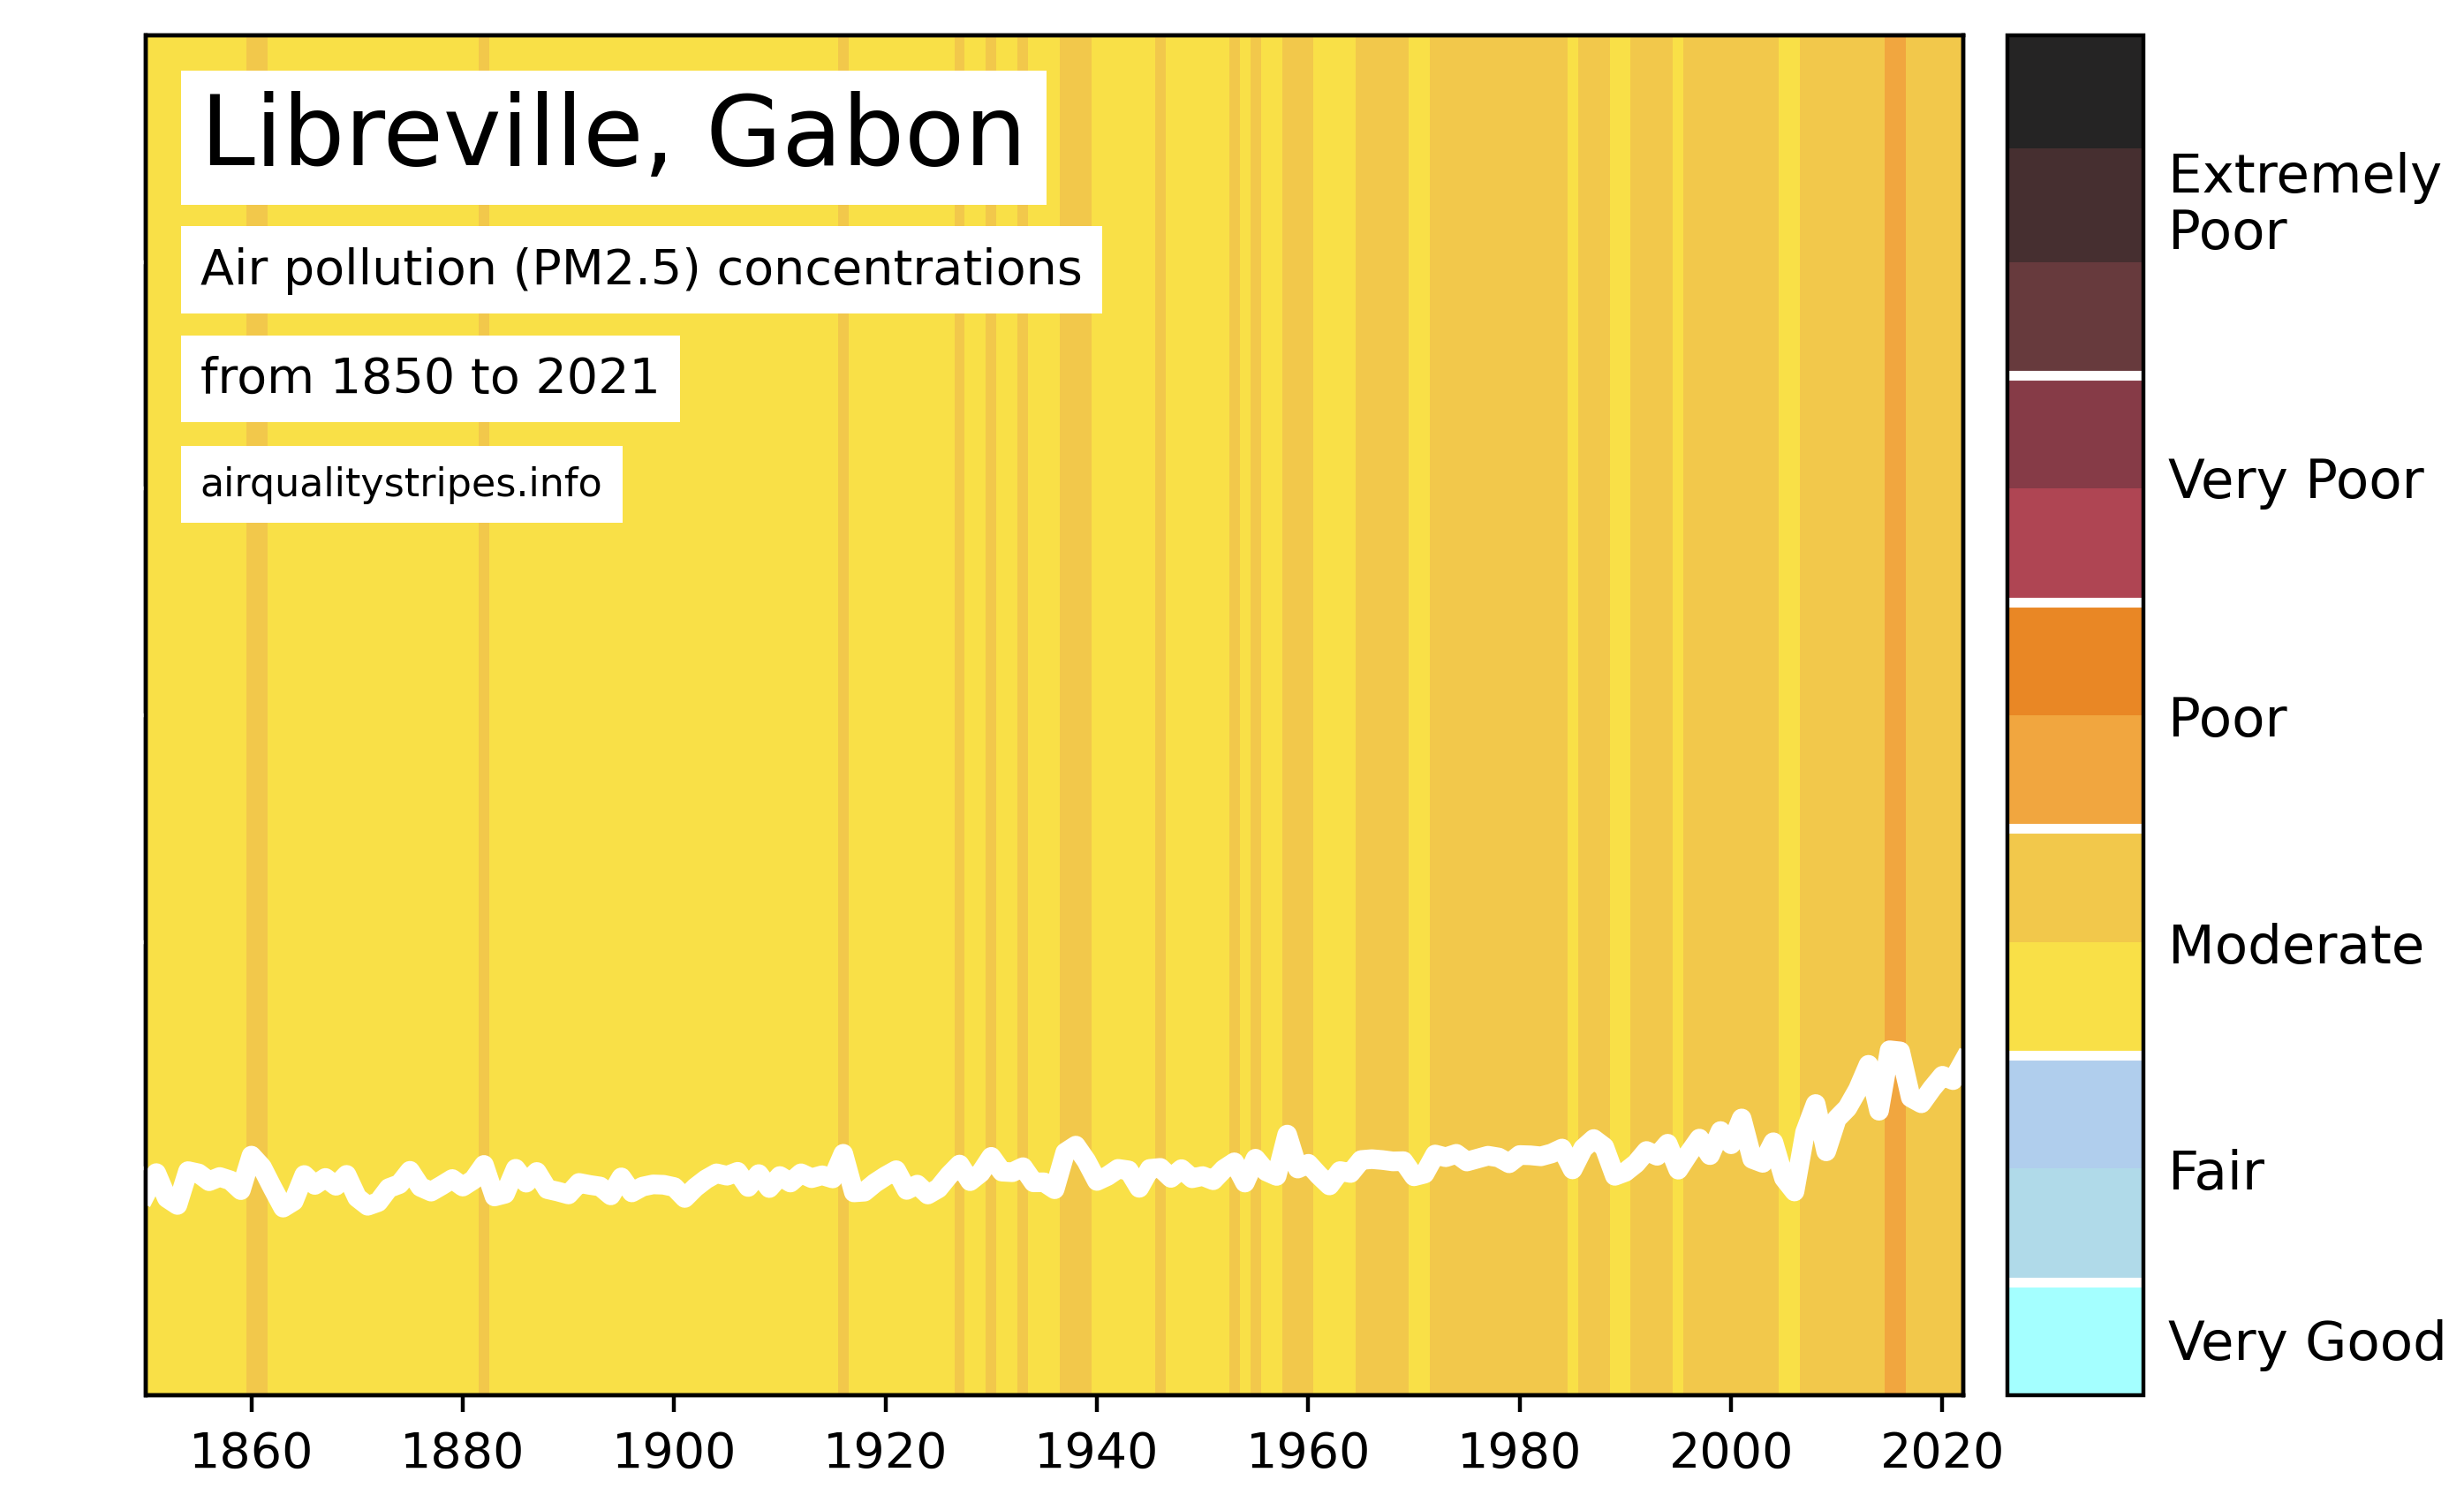 Libreville, Gabon
Air pollution (PM2.5) concentrations
from 1850 to 2021
airqualitystripes.info
Extremely
Poor
Very Poor
Poor
Moderate
Fair
Very Good
1860 1880 1900 1920 1940 1960 1980 2000 2020